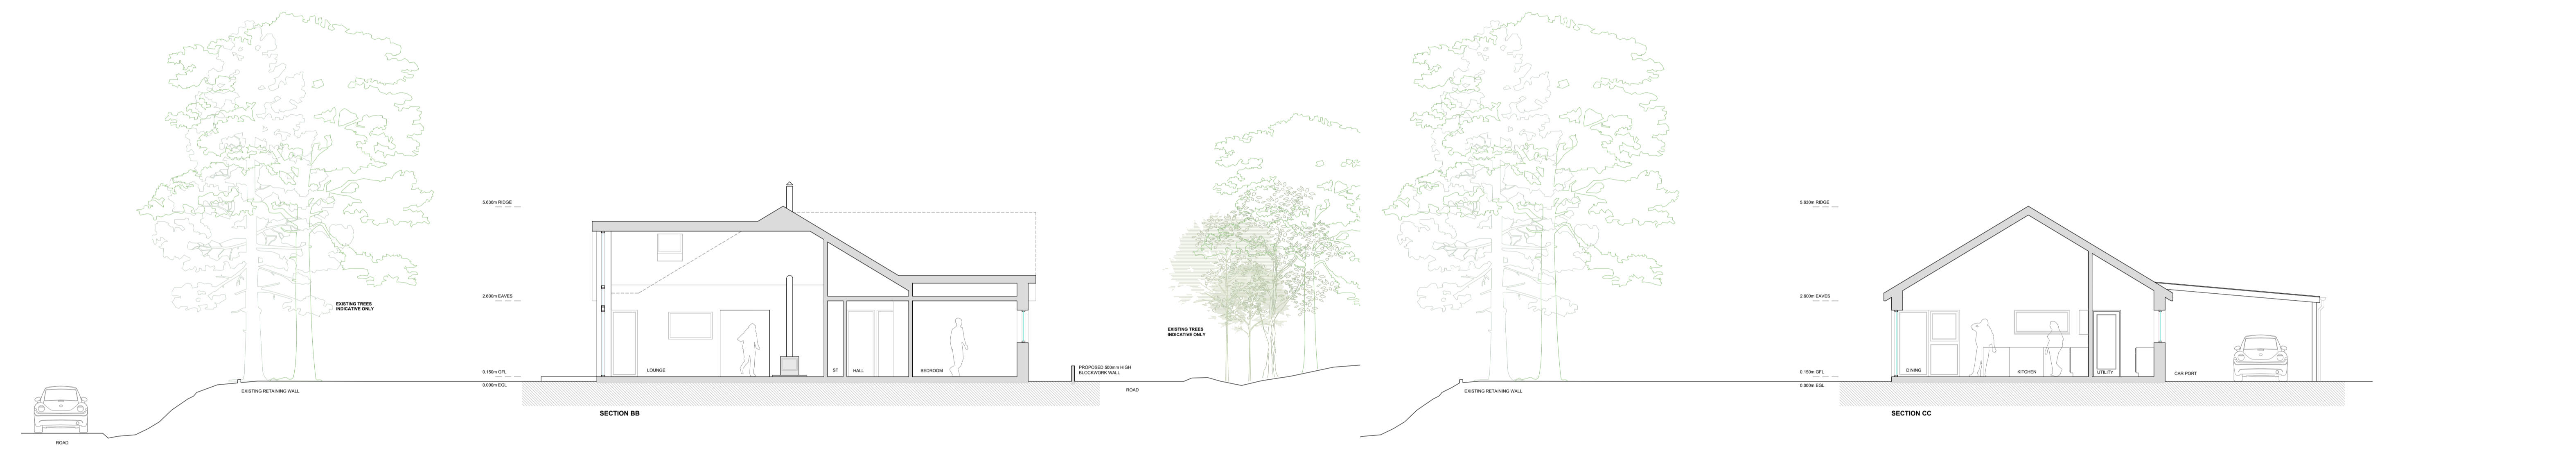 5.630m RIDGE
2.600m EAVES
EXISTING TREES
INDICATIVE ONLY
0.150m GFL
0.000m EGL
LOUNGE
ST
HALL
BEDROOM
PROPOSED 500mm HIGH
BLOCKWORK WALL
EXISTING TREES
INDICATIVE ONLY
ROAD
EXISTING RETAINING WALL
ROAD
SECTION BB
5.630m RIDGE
2.600m EAVES
0.150m GFL
0.000m EGL
DINING
KITCHEN
UTILITY
CAR PORT
EXISTING RETAINING WALL
SECTION CC